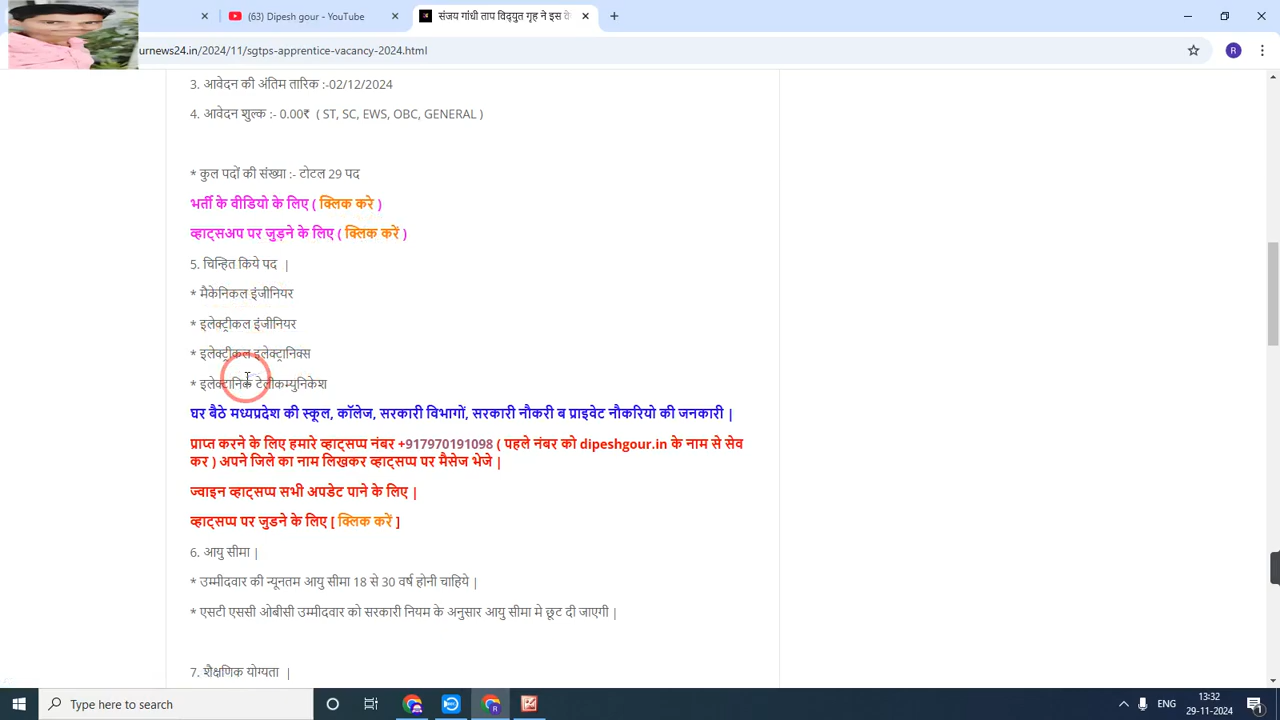 (63) Dipesh gour - YouTube
संजय गांधी ताप विद्युत गृह ने इस वे
urnews24.in/2024/11/sgtps-apprentice-vacancy-2024.html
R
3. आवेदन की अंतिम तारिक :-02/12/2024
4. आवेदन शुल्क :- 0.00₹ ( ST, SC, EWS, OBC, GENERAL )
* कुल पदों की संख्या :- टोटल 29 पद
भर्ती के वीडियो के लिए ( क्लिक करे )
व्हाट्सअप पर जुड़ने के लिए ( क्लिक करें )
5. चिन्हित किये पद |
* मैकेनिकल इंजीनियर
* इलेक्ट्रीकल इंजीनियर
* इलेक्ट्रीकल इलेक्ट्रानिक्स
* इलेक्टानिक टेलीकम्युनिकेश
घर बैठे मध्यप्रदेश की स्कूल, कॉलेज, सरकारी विभागों, सरकारी नौकरी ब प्राइवेट नौकरियो की जनकारी |
प्राप्त करने के लिए हमारे व्हाट्सप्प नंबर +917970191098 ( पहले नंबर को dipeshgour.in के नाम से सेव
कर ) अपने जिले का नाम लिखकर व्हाट्सप्प पर मैसेज भेजे |
ज्वाइन व्हाट्सप्प सभी अपडेट पाने के लिए |
व्हाट्सप्प पर जुडने के लिए [ क्लिक करें ]
6. आयु सीमा |
* उम्मीदवार की न्यूनतम आयु सीमा 18 से 30 वर्ष होनी चाहिये |
* एसटी एससी ओबीसी उम्मीदवार को सरकारी नियम के अनुसार आयु सीमा मे छूट दी जाएगी |
7. शैक्षणिक योग्यता |
Type here to search
ENG
13:32
29-11-2024